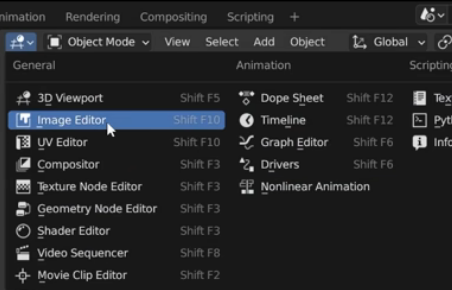 nimation Rendering Compositing Scripting +
Object Mode View Select Add Object Global
General Animation Scripting
3D Viewport Shift F5 Dope Sheet Shift F12 Tex
Image Editor Shift F10 Timeline Shift F12 Pyt
UV Editor Shift F10 Graph Editor Shift F6 Info
Compositor Shift F3 Drivers Shift F6
Texture Node Editor Shift F3 Nonlinear Animation
Geometry Node Editor Shift F3
Shader Editor Shift F3
Video Sequencer Shift F8
Movie Clip Editor Shift F2